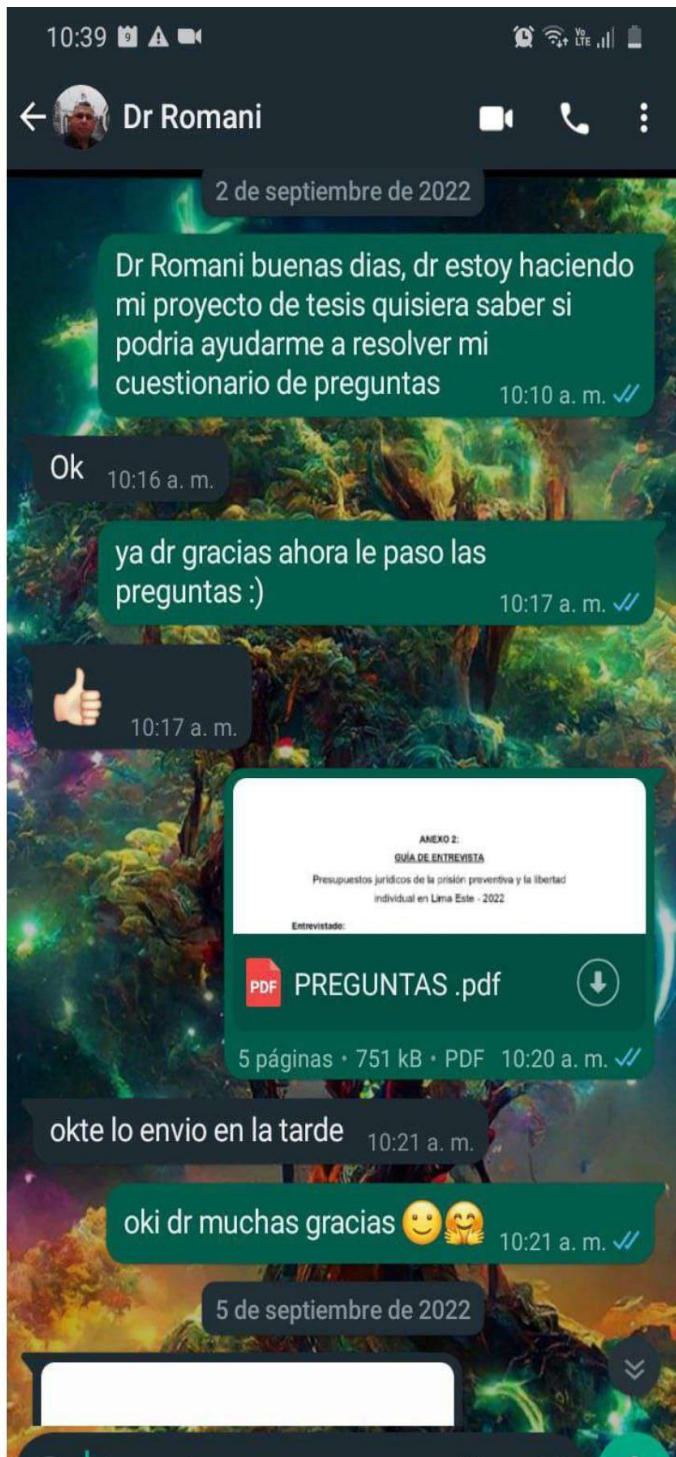 10:39
Vo
LTE
Dr Romani
2 de septiembre de 2022
Dr Romani buenas dias, dr estoy haciendo
mi proyecto de tesis quisiera saber si
podria ayudarme a resolver mi
cuestionario de preguntas
10:10 a. m.
Ok
10:16 a. m.
ya dr gracias ahora le paso las
preguntas :)
10:17 a. m.
10:17 a. m.
ANEXO 2:
GUÍA DE ENTREVISTA
Presupuestos jurídicos de la prisión preventiva y la libertad
individual en Lima Este - 2022
Entrevistado:
PDF
PREGUNTAS .pdf
5 páginas • 751 kB • PDF 10:20 a. m.
okte lo envio en la tarde
10:21 a. m.
oki dr muchas gracias
10:21 a. m.
5 de septiembre de 2022